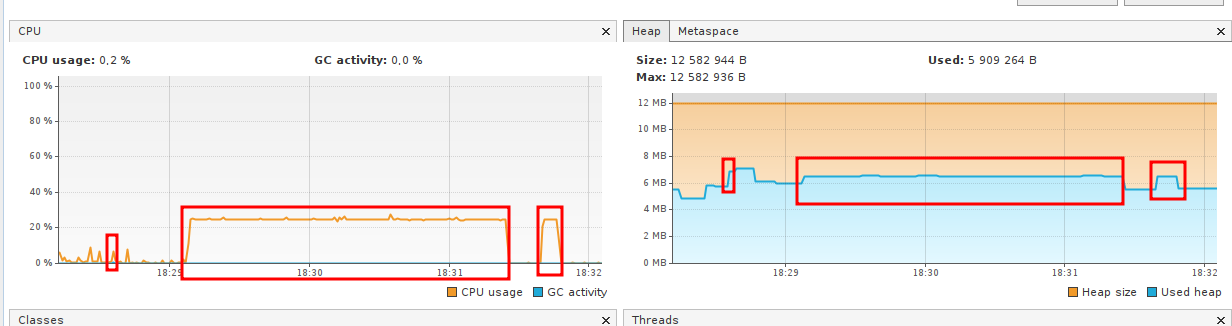 CPU
CPU usage: 0,2 %
GC activity: 0,0 %
100 %
80 %
60 %
40 %
20 %
0 %
18:29
18:30
18:31
18:32
CPU usage
GC activity
Heap
Metaspace
Size: 12 582 944 B
Used: 5 909 264 B
Max: 12 582 936 B
12 MB
10 MB
8 MB
6 MB
4 MB
2 MB
0 MB
18:29
18:30
18:31
18:32
Heap size
Used heap
Classes
Threads